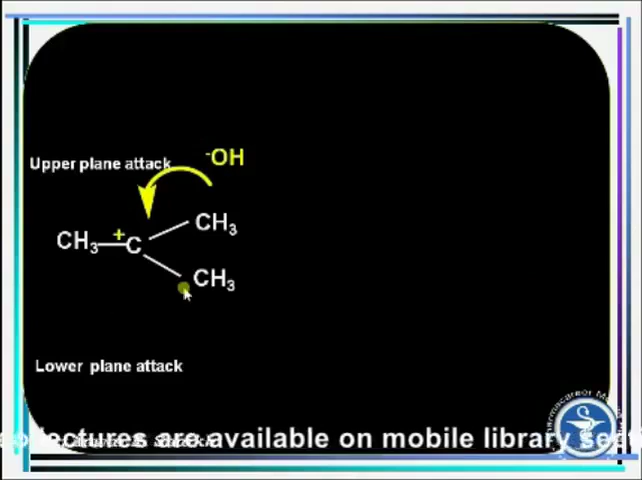 ⁻OH
Upper plane attack
CH₃
CH₃—⁺C
CH₃
Lower plane attack
lectures are available on mobile library